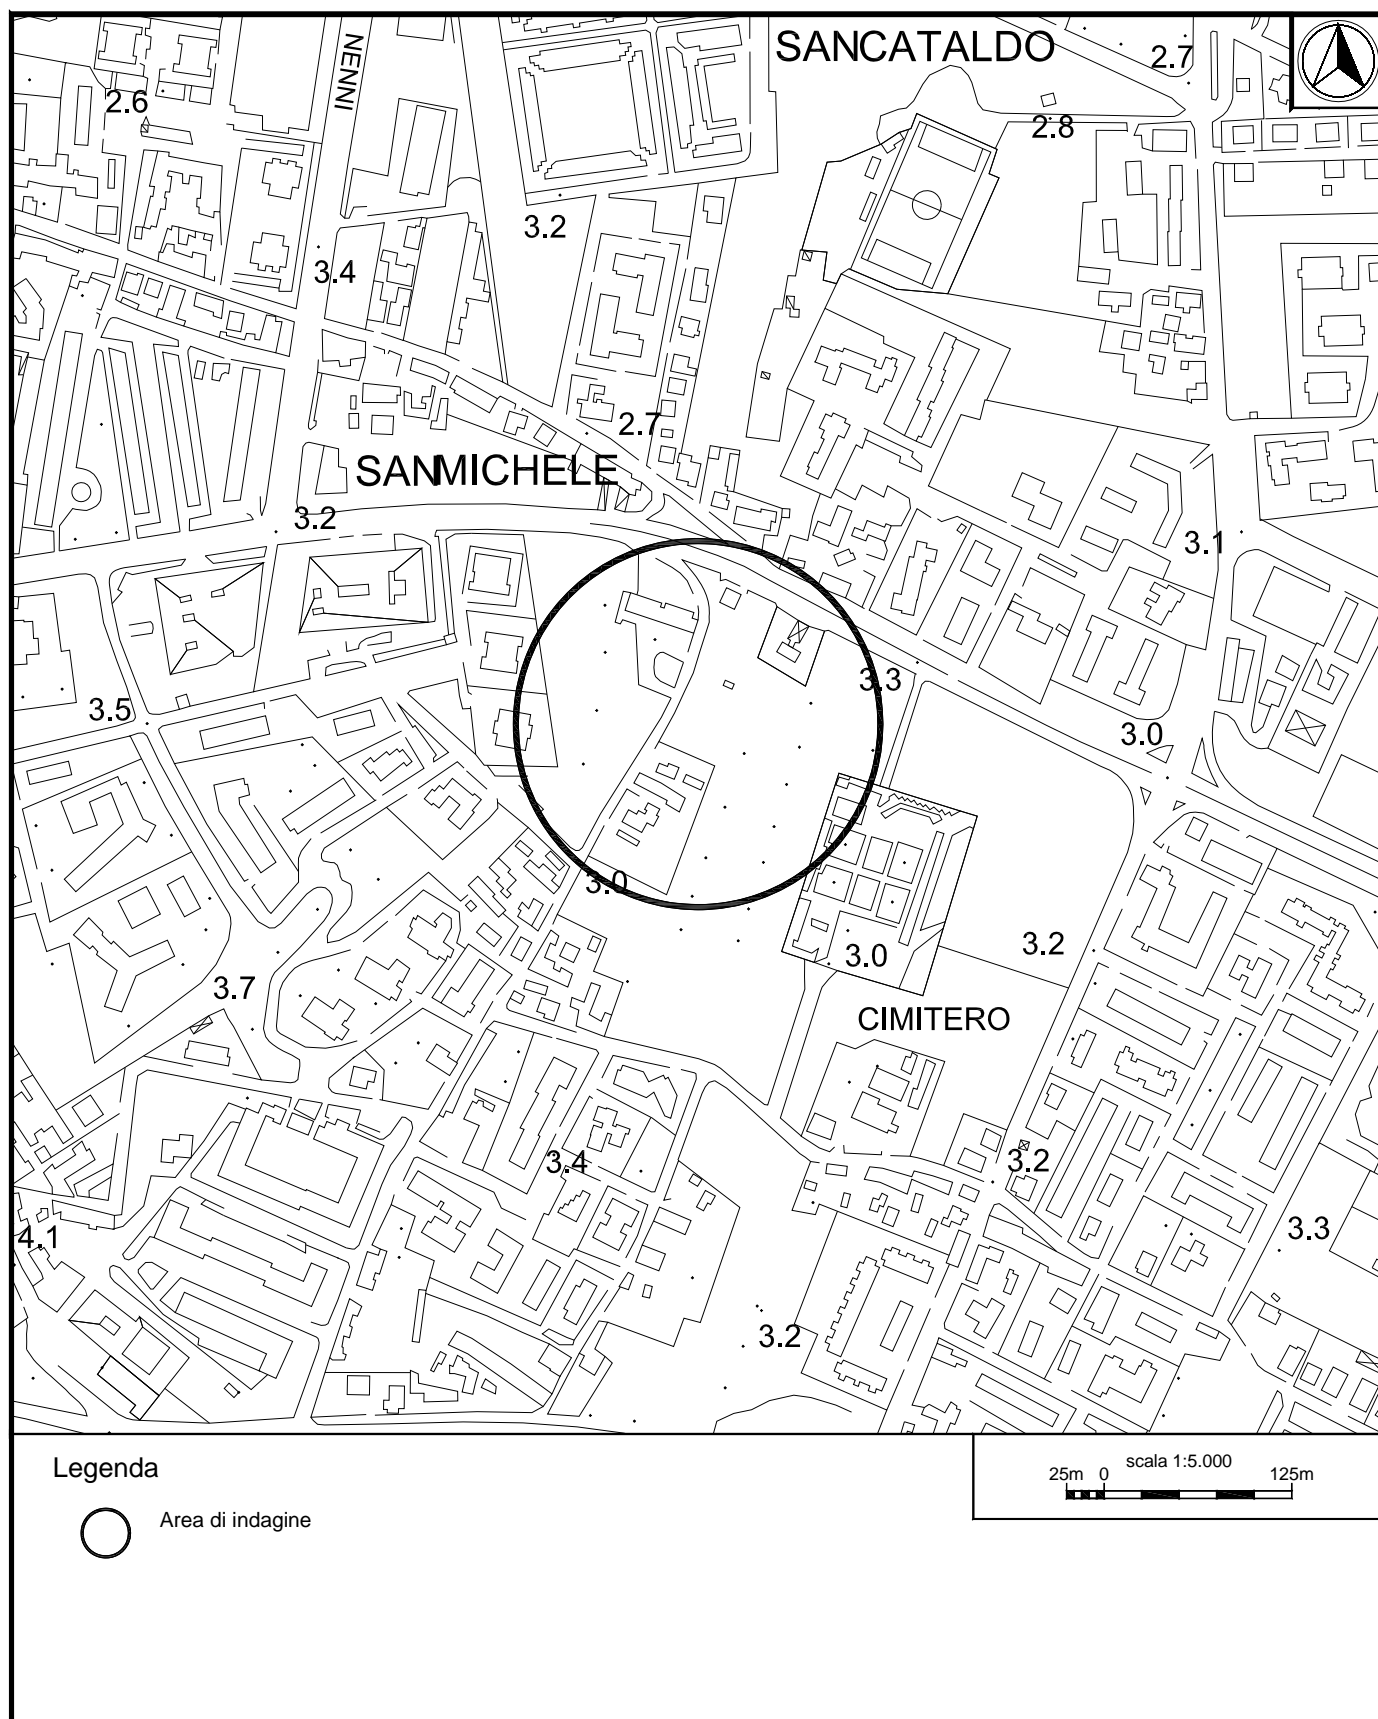 SANCATALDO
NENNI
2.7
2.6
2.8
3.2
3.4
2.7
SANMICHELE
3.2
3.1
3.3
3.5
3.0
3.0
3.2
3.0
3.7
CIMITERO
3.4
3.2
3.3
4.1
3.2
Legenda
Area di indagine
scala 1:5.000
25m 0 125m